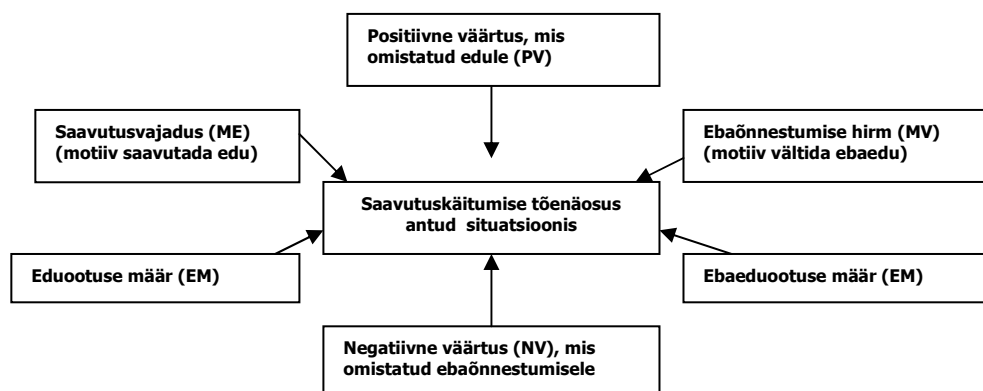 Positiivne väärtus, mis
omistatud edule (PV)
Saavutusvajadus (ME)
(motiiv saavutada edu)
Ebaõnnestumise hirm (MV)
(motiiv vältida ebaedu)
Saavutuskäitumise tõenäosus
antud situatsioonis
Eduootuse määr (EM)
Ebaeduootuse määr (EM)
Negatiivne väärtus (NV), mis
omistatud ebaõnnestumisele